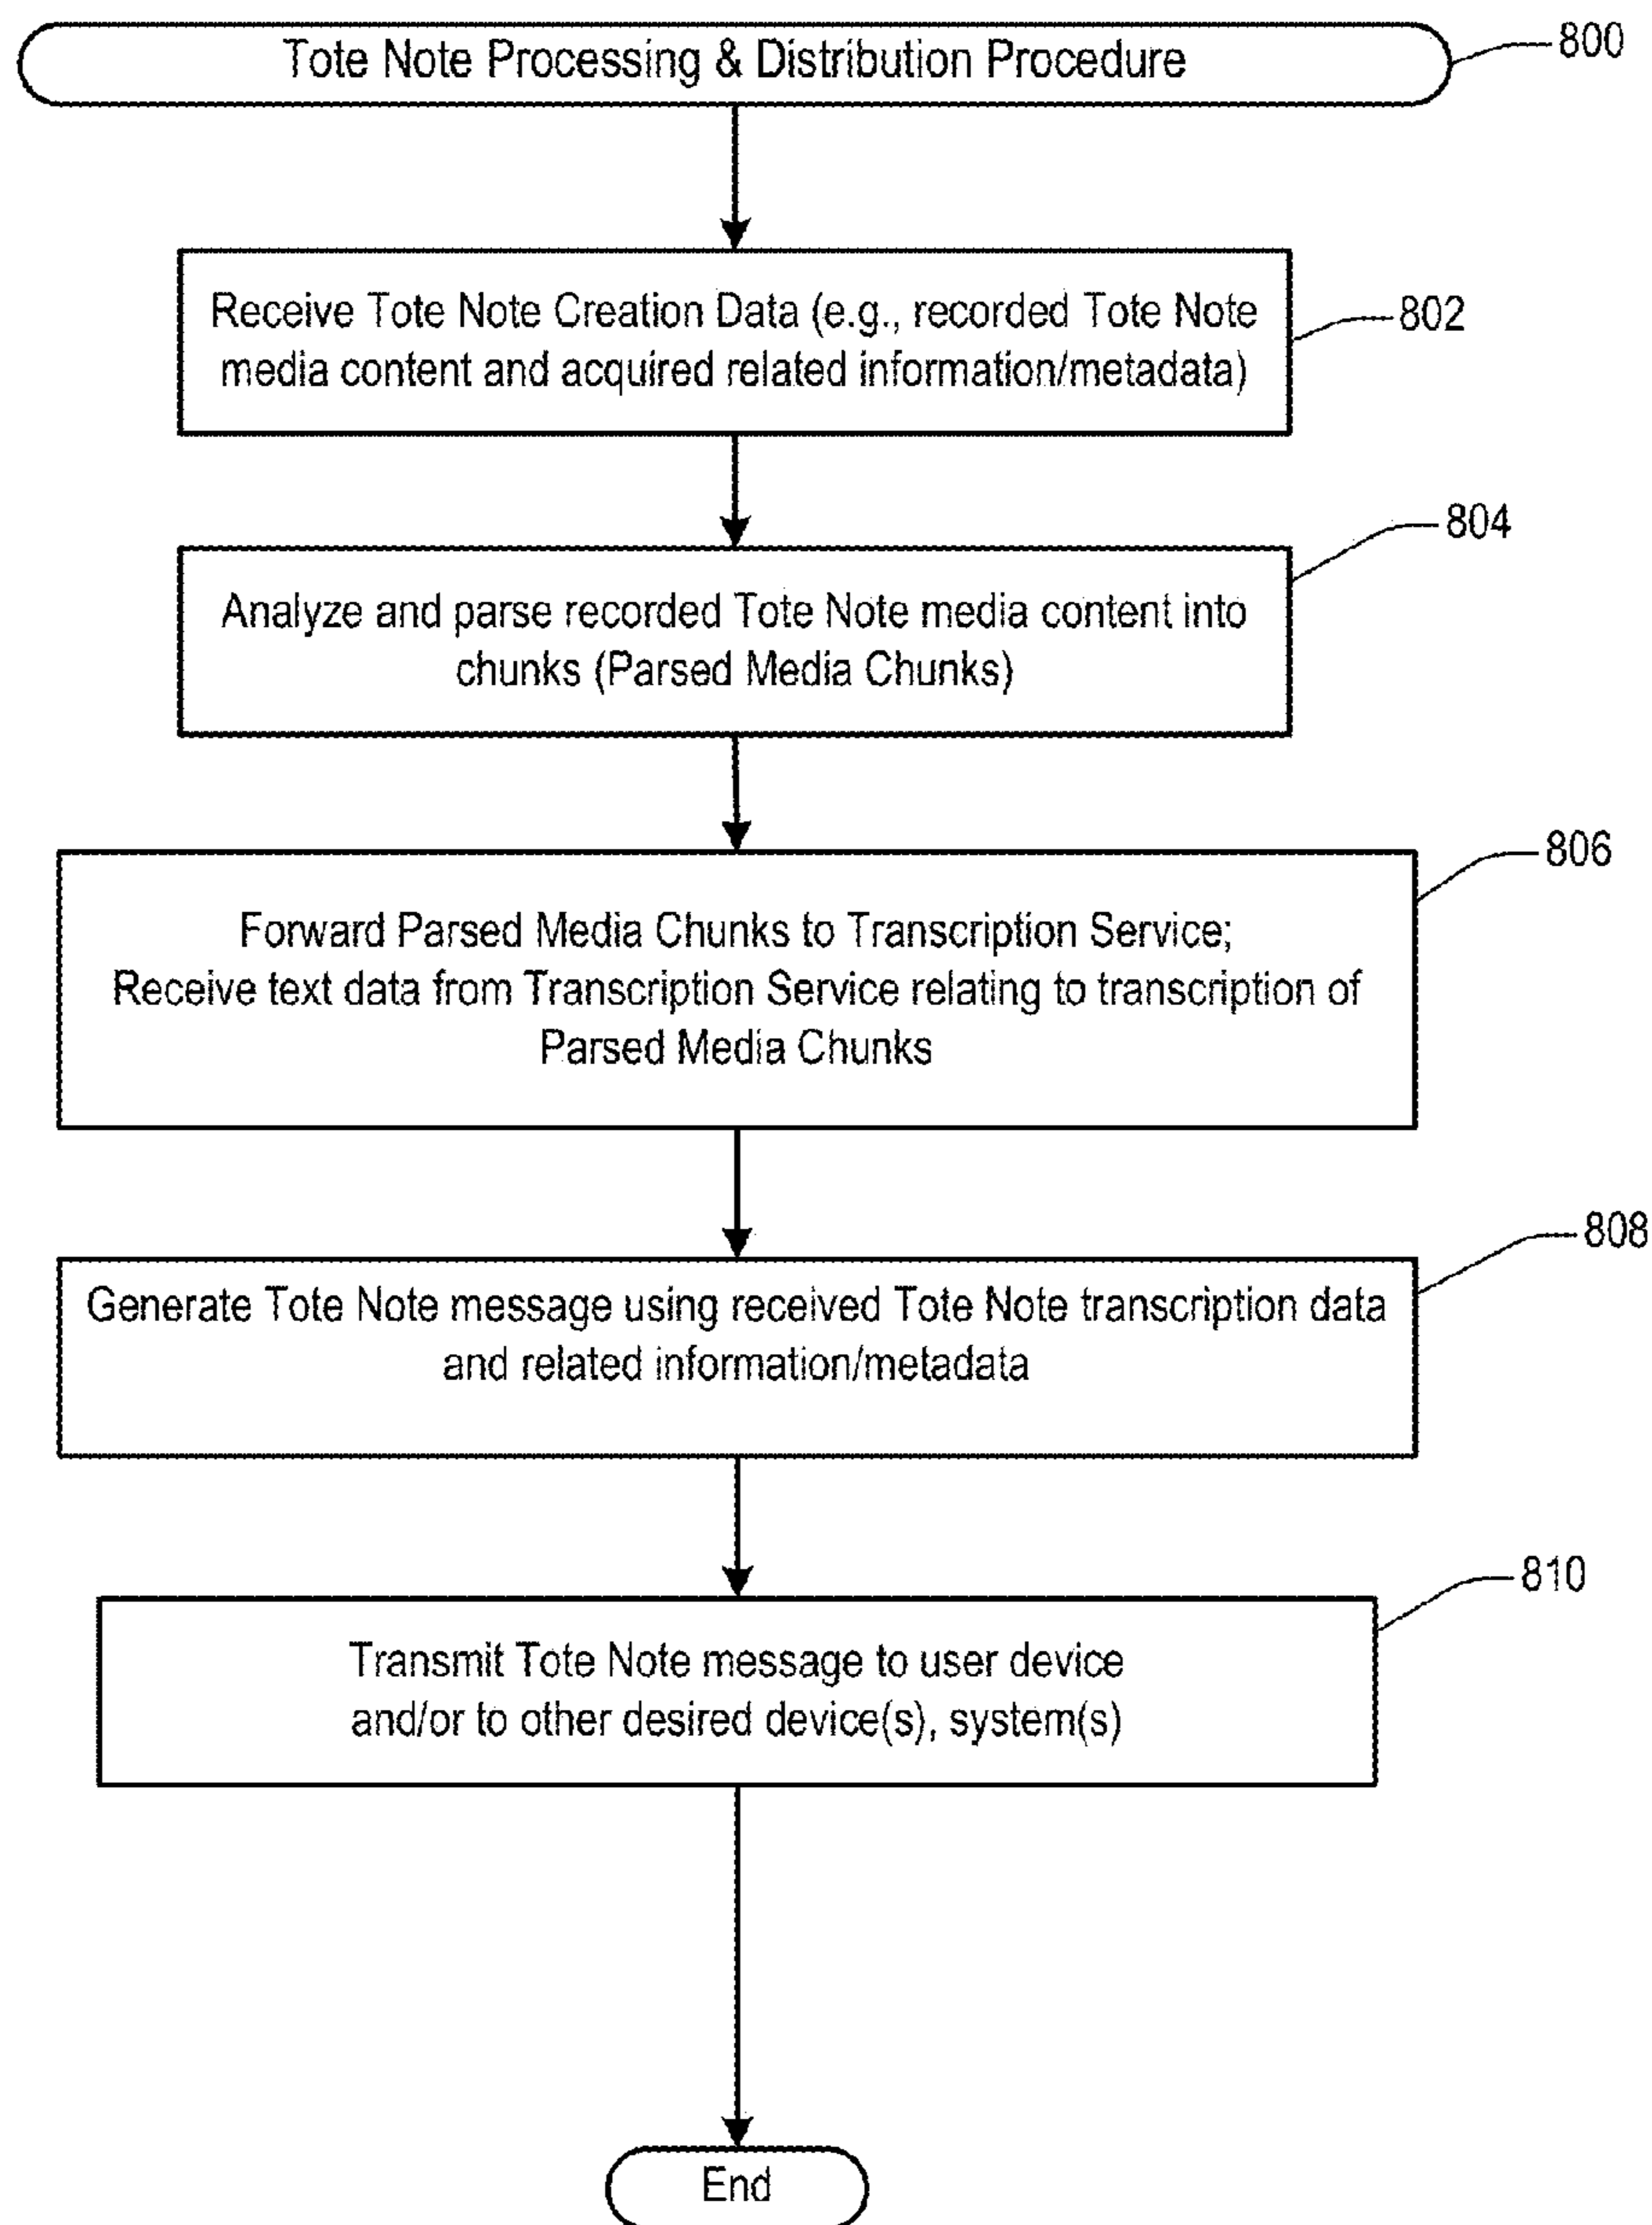 Tote Note Processing & Distribution Procedure
800
Receive Tote Note Creation Data (e.g., recorded Tote Note
media content and acquired related information/metadata)
802
804
Analyze and parse recorded Tote Note media content into
chunks (Parsed Media Chunks)
806
Forward Parsed Media Chunks to Transcription Service;
Receive text data from Transcription Service relating to transcription of
Parsed Media Chunks
808
Generate Tote Note message using received Tote Note transcription data
and related information/metadata
810
Transmit Tote Note message to user device
and/or to other desired device(s), system(s)
End